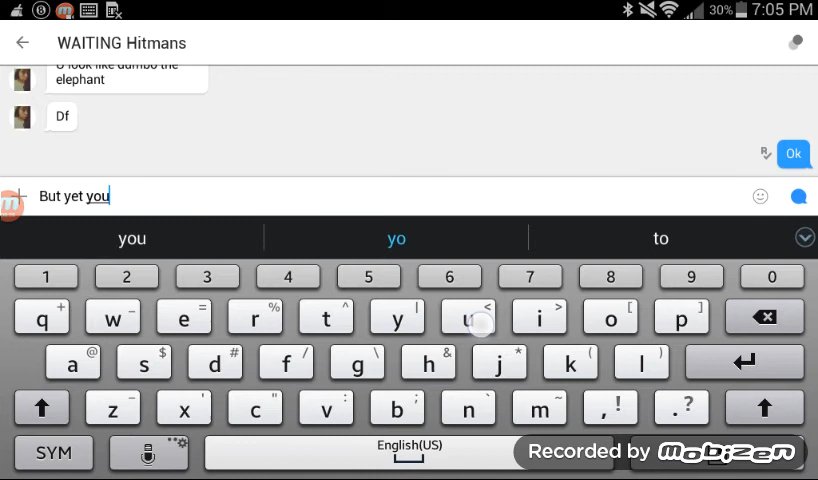 30% 7:05 PM
WAITING Hitmans
U look like dumbo the
elephant
Df
R
Ok
But yet you
you yo to
1 2 3 4 5 6 7 8 9 0
q + w - e = r % t ^ y | u < i > o [ p ]
a @ s $ d # f / g \ h & j * k ( l )
z - x ' c " v : b ; n ` m ~ , ! . ?
SYM English(US)
Recorded by mobizen